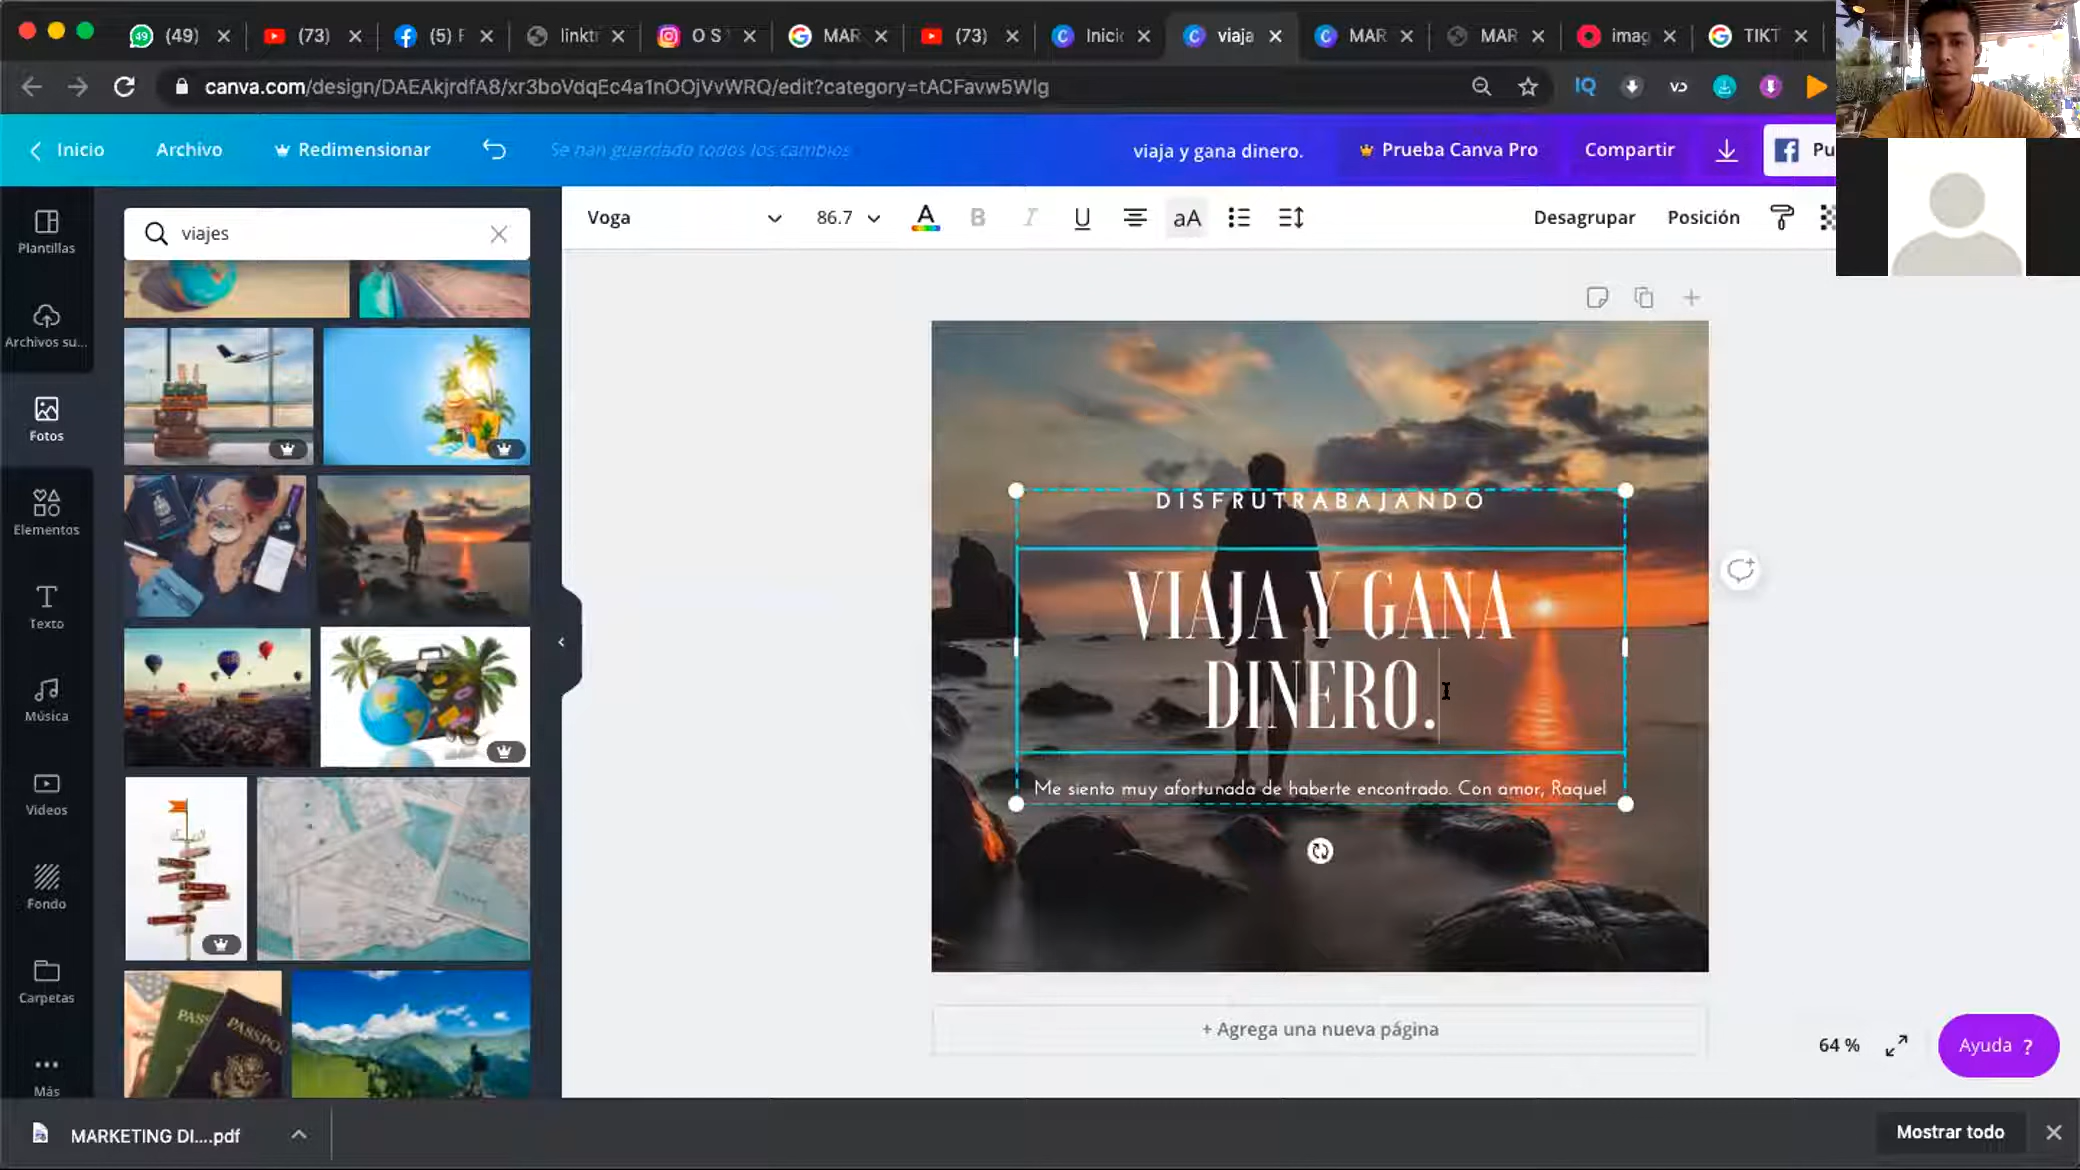 (49)
(73)
(5) F
linktr
O S
MAR
(73)
Inicio
viaja
MAR
MAR
imag
TIKT
canva.com/design/DAEAkjrdfA8/xr3boVdqEc4a1nOOjVvWRQ/edit?category=tACFavw5Wlg
IQ
Inicio
Archivo
Redimensionar
Se han guardado todos los cambios
viaja y gana dinero.
Prueba Canva Pro
Compartir
Pu
Plantillas
Archivos su...
Fotos
Elementos
Texto
Música
Videos
Fondo
Carpetas
Más
viajes
Voga
86.7
A
B
I
U
aA
Desagrupar
Posición
DISFRUTRABAJANDO
VIAJA Y GANA
DINERO.
Me siento muy afortunada de haberte encontrado. Con amor, Raquel
+ Agrega una nueva página
PASS
PASSPO
64 %
Ayuda ?
MARKETING DI....pdf
Mostrar todo